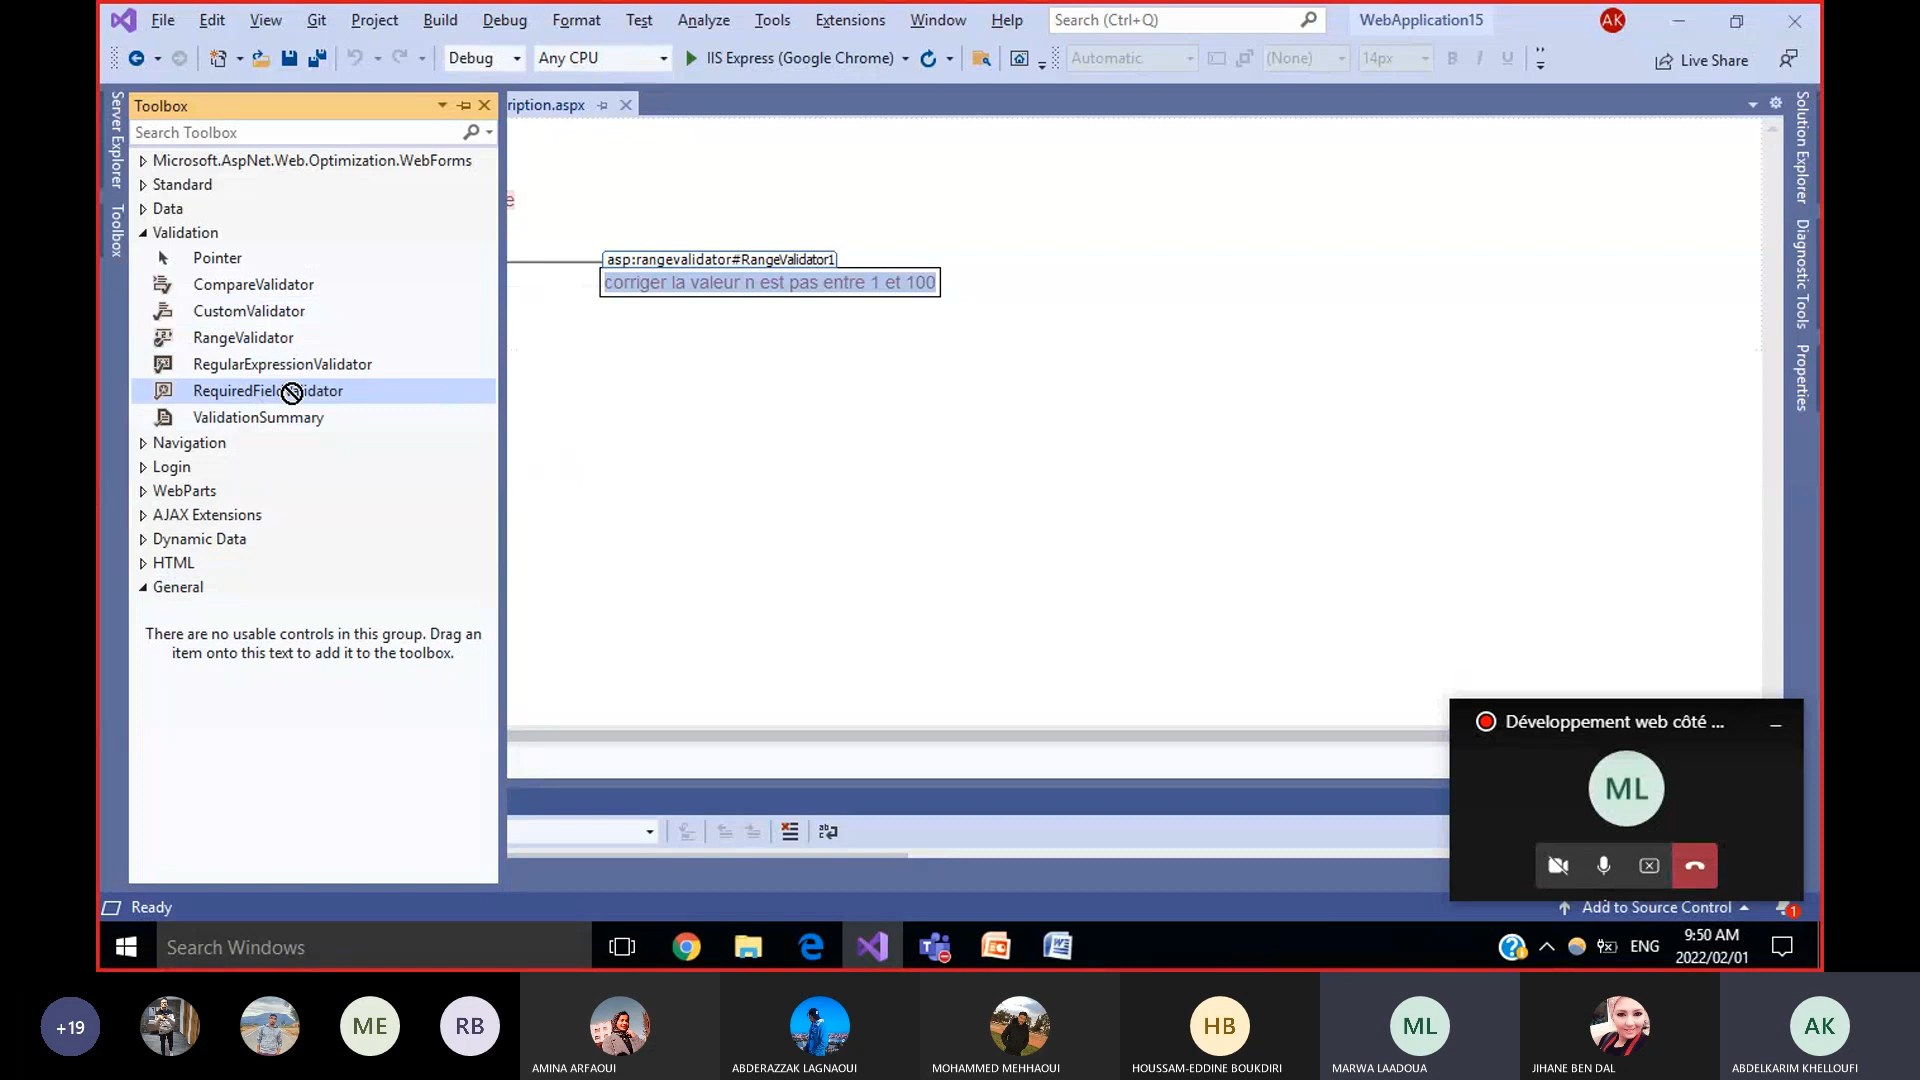 File Edit View Git Project Build Debug Format Test Analyze Tools Extensions Window Help Search (Ctrl+Q) WebApplication15 AK
Debug Any CPU IIS Express (Google Chrome) Automatic (None) 14px B I U Live Share
Server Explorer
Toolbox
Toolbox
Search Toolbox
Microsoft.AspNet.Web.Optimization.WebForms
Standard
Data
Validation
Pointer
CompareValidator
CustomValidator
RangeValidator
RegularExpressionValidator
RequiredFieldValidator
ValidationSummary
Navigation
Login
WebParts
AJAX Extensions
Dynamic Data
HTML
General
There are no usable controls in this group. Drag an
item onto this text to add it to the toolbox.
ription.aspx
e
asp:rangevalidator#RangeValidator1
corriger la valeur n est pas entre 1 et 100
Solution Explorer
Diagnostic Tools
Properties
Développement web côté ...
ML
Ready
Add to Source Control
1
Search Windows
ENG
9:50 AM
2022/02/01
+19
ME
RB
AMINA ARFAOUI
ABDERAZZAK LAGNAOUI
MOHAMMED MEHHAOUI
HB
HOUSSAM-EDDINE BOUKDIRI
ML
MARWA LAADOUA
JIHANE BEN DAL
AK
ABDELKARIM KHELLOUFI